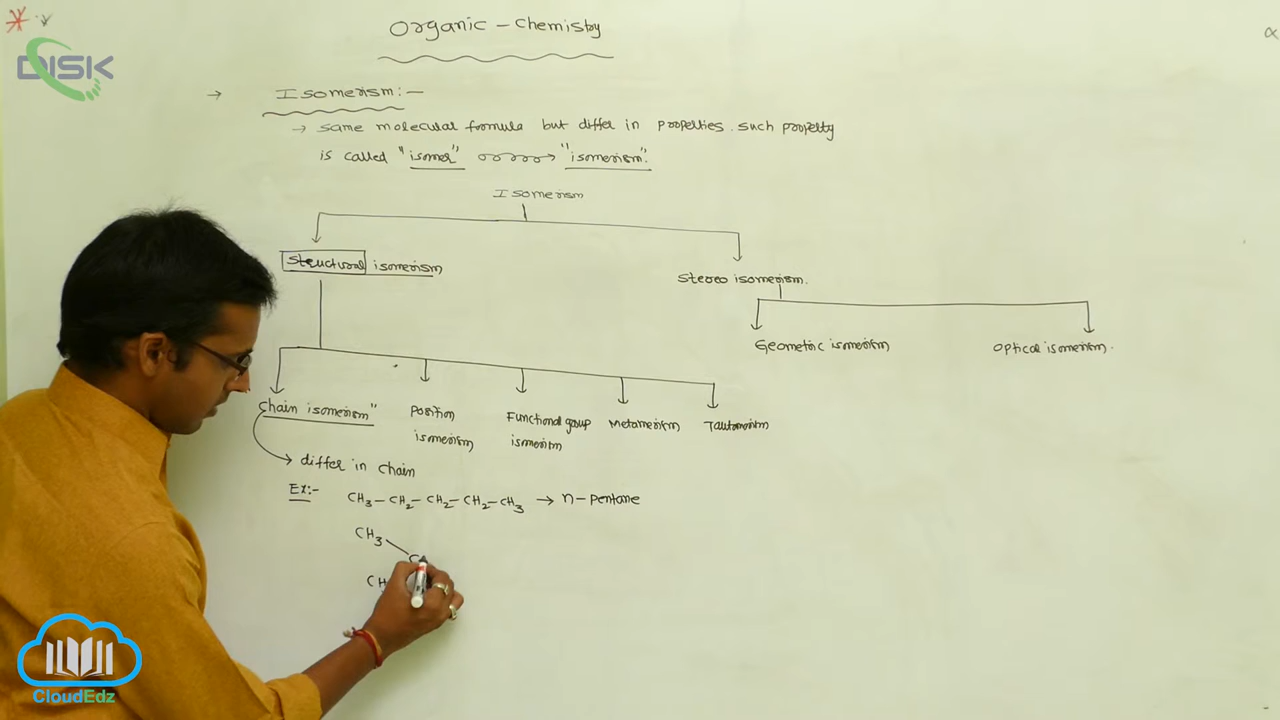 Organic - Chemistry
DISK
→ Isomerism:-
→ same molecular formula but differ in properties. such property
is called "isomer" → "isomerism".
Isomerism
Structural isomerism
Stereo isomerism.
Geometric isomerism
Optical isomerism.
Chain isomerism"
Position
isomerism
Functional group
isomerism
Metamerism
Tautomerism
→ differ in chain
Ex:- CH₃ - CH₂ - CH₂ - CH₂ - CH₃ → n-pentane
CH₃
C
CH
CloudEdz